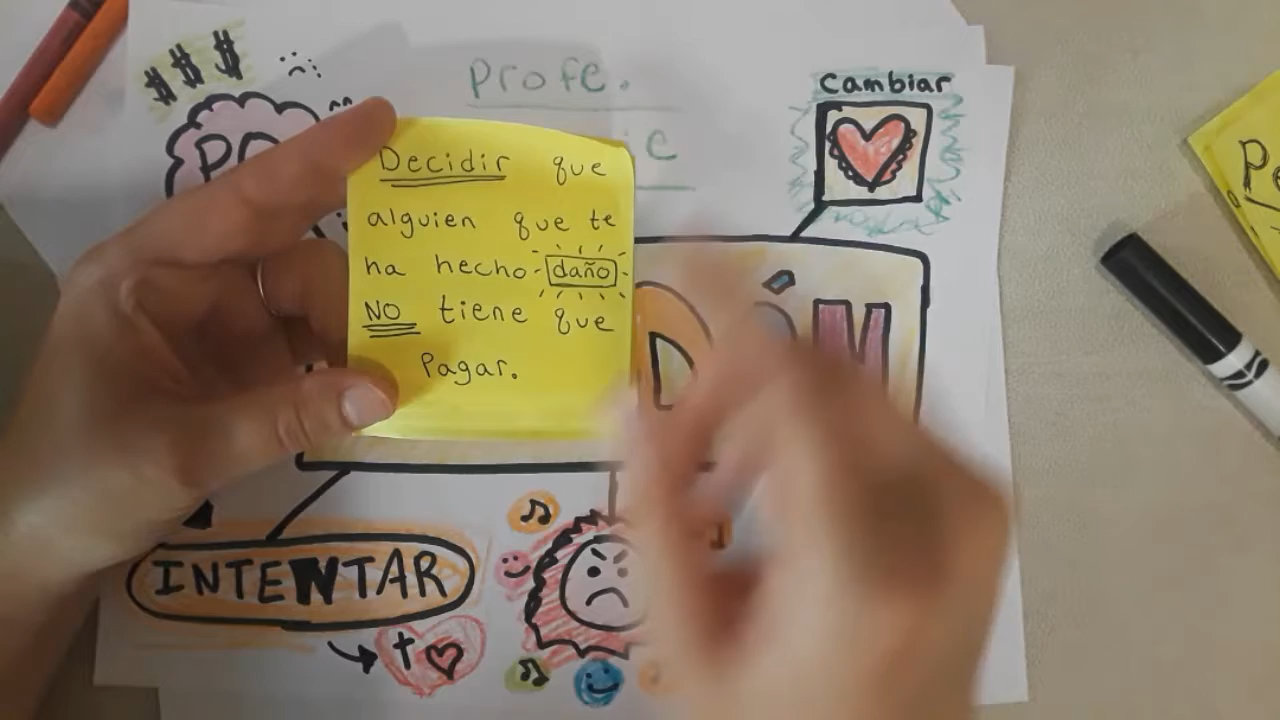 $ $ $
Profe.
Cambiar
Decidir que
alguien que te
ha hecho daño
NO tiene que
Pagar.
INTENTAR